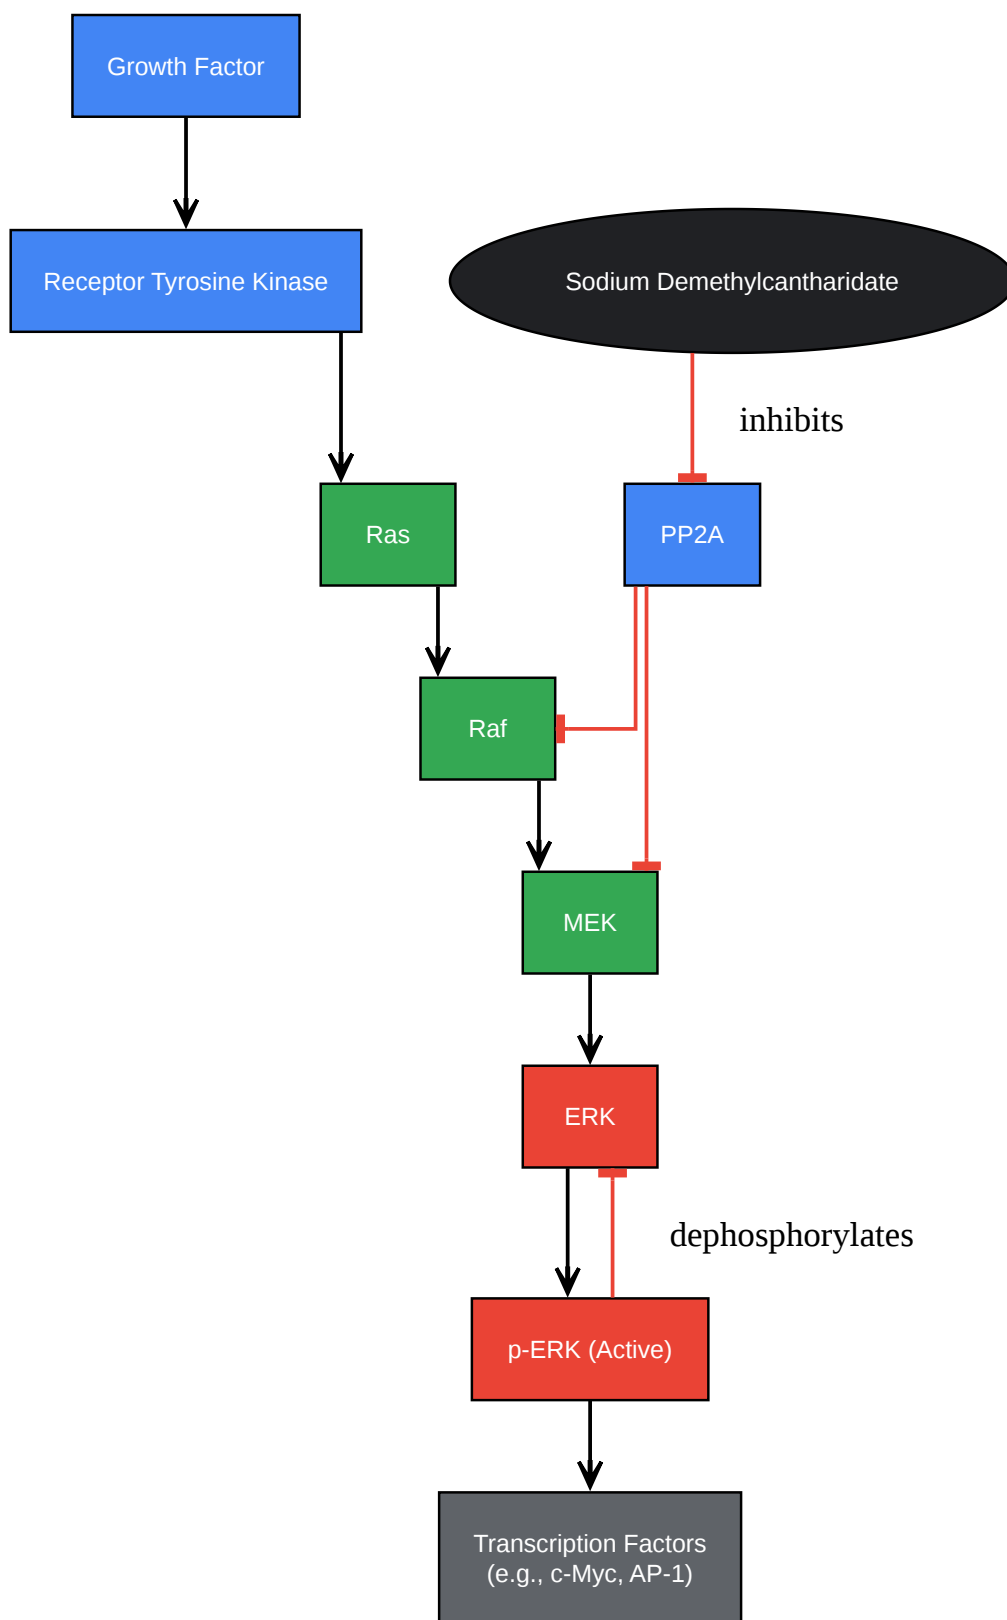 Growth Factor
Receptor Tyrosine Kinase
Sodium Demethylcantharidate
inhibits
Ras
PP2A
Raf
MEK
ERK
dephosphorylates
p-ERK (Active)
Transcription Factors
(e.g., c-Myc, AP-1)